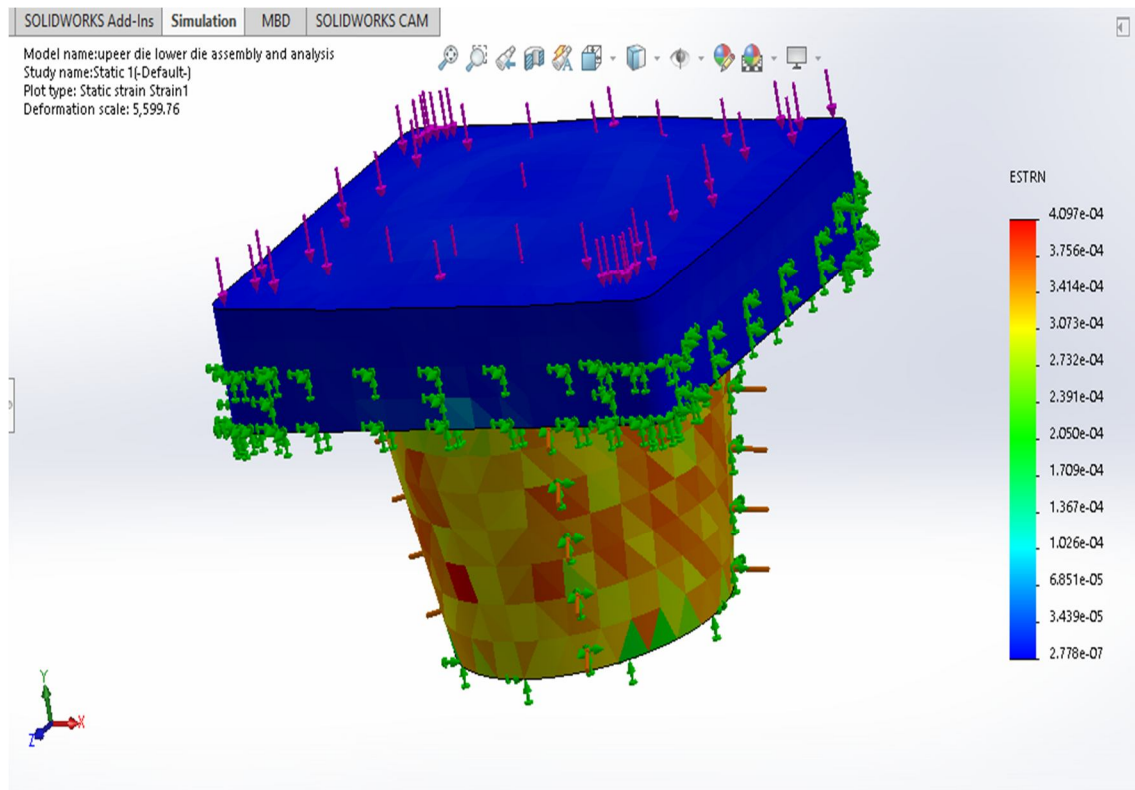 SOLIDWORKS Add-Ins
Simulation
MBD
SOLIDWORKS CAM
Model name:upeer die lower die assembly and analysis
Study name:Static 1(-Default-)
Plot type: Static strain Strain1
Deformation scale: 5,599.76
ESTRN
4.097e-04
3.756e-04
3.414e-04
3.073e-04
2.732e-04
2.391e-04
2.050e-04
1.709e-04
1.367e-04
1.026e-04
6.851e-05
3.439e-05
2.778e-07
Y
X
Z